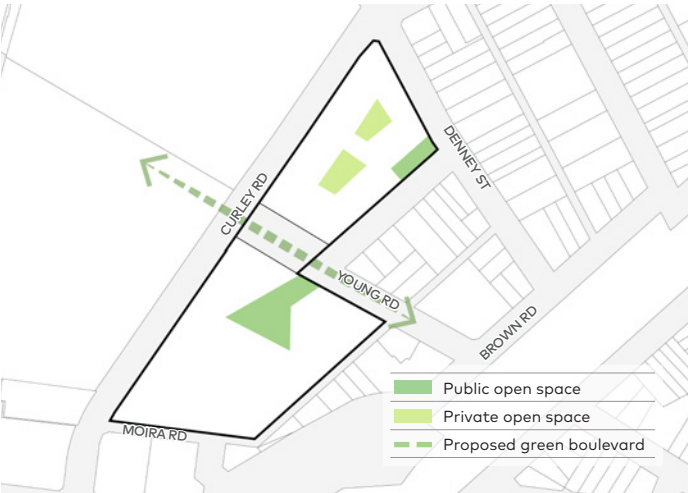 DENNEY ST
CURLEY RD
YOUNG RD
BROWN RD
MOIRA RD
Public open space
Private open space
Proposed green boulevard